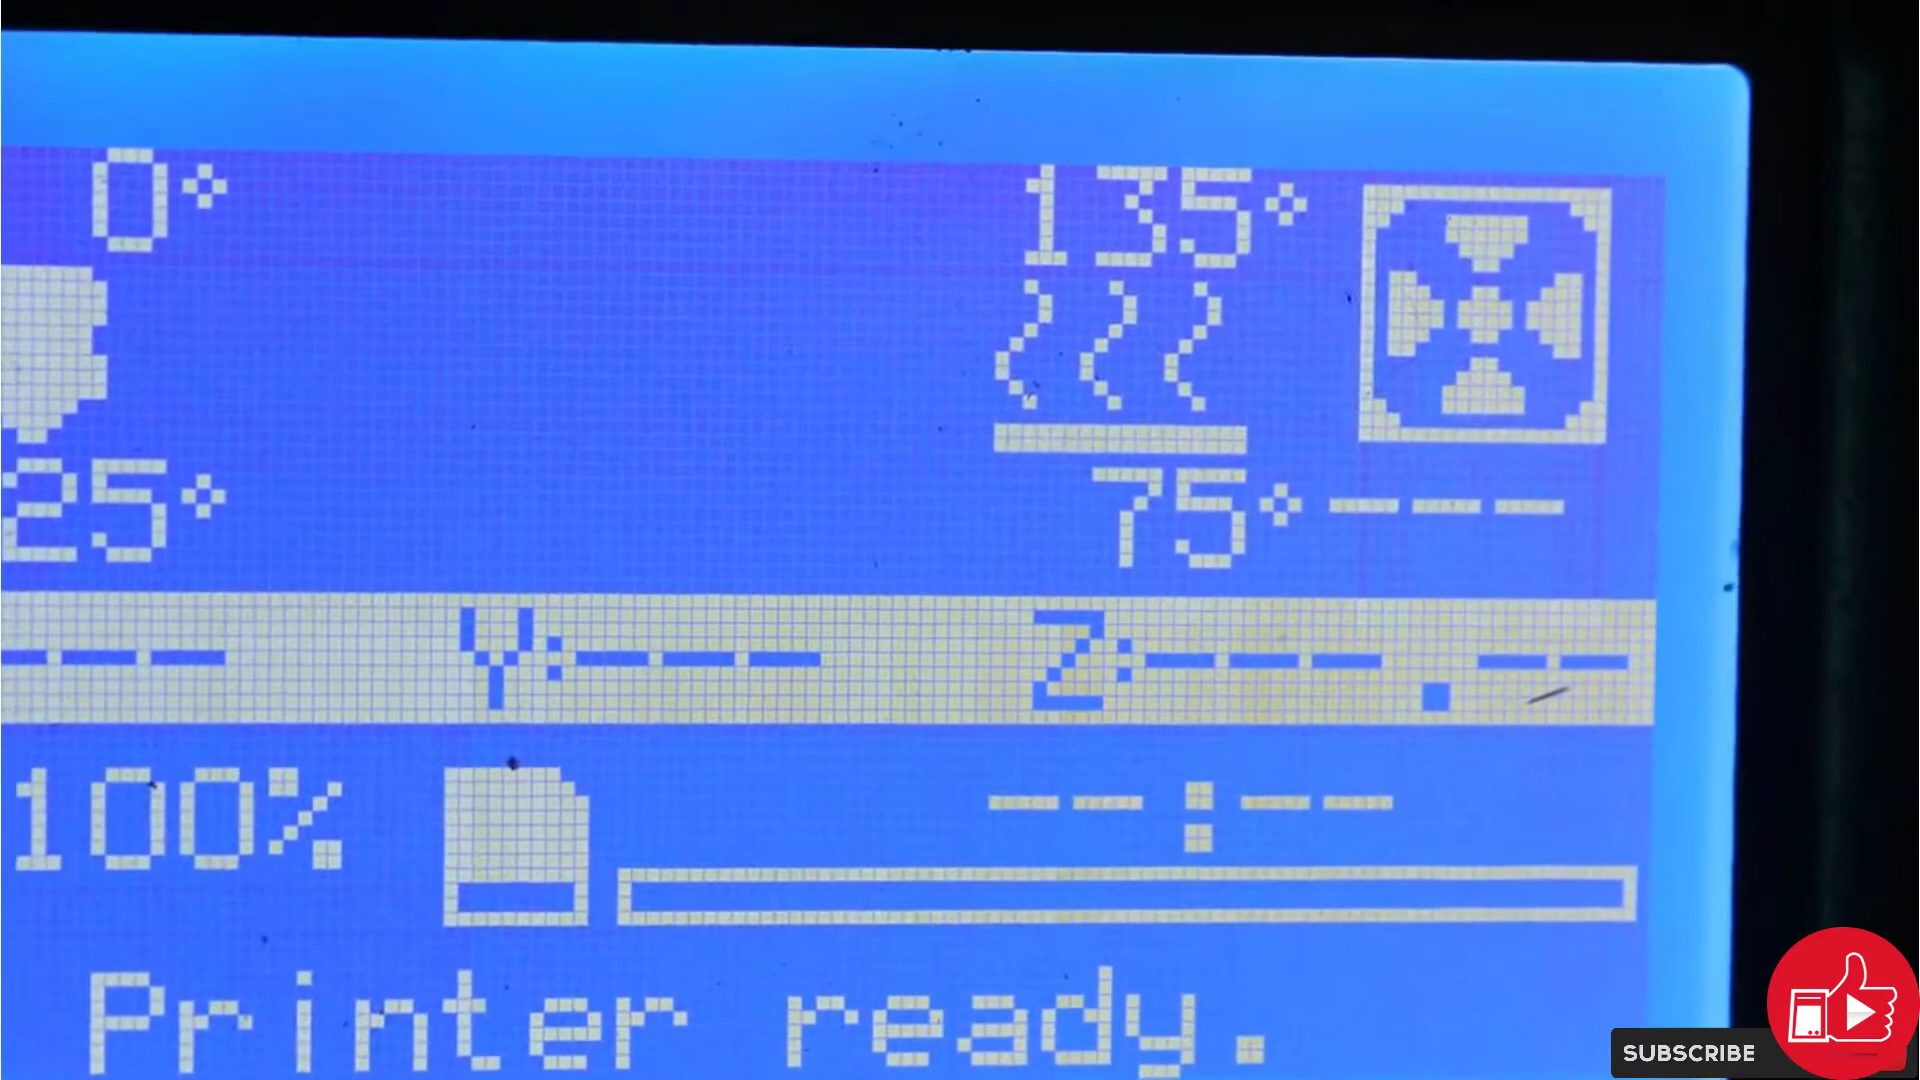 0° 135°
25° 75° ---
--- Y:--- Z:---.--
100% --:--
Printer ready.
SUBSCRIBE